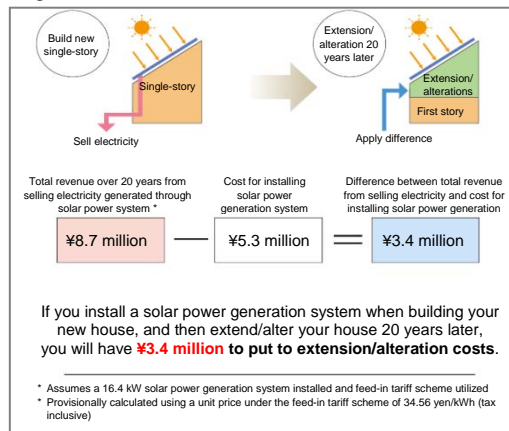 Build new
single-story
Extension/
alteration 20
years later
Single-story
Extension/
alterations
First story
Sell electricity
Apply difference
Total revenue over 20 years from
selling electricity generated through
solar power system *
Cost for installing
solar power
generation system
Difference between total revenue
from selling electricity and cost for
installing solar power generation
¥8.7 million
¥5.3 million
¥3.4 million
If you install a solar power generation system when building your
new house, and then extend/alter your house 20 years later,
you will have ¥3.4 million to put to extension/alteration costs.
* Assumes a 16.4 kW solar power generation system installed and feed-in tariff scheme utilized
* Provisionally calculated using a unit price under the feed-in tariff scheme of 34.56 yen/kWh (tax
inclusive)